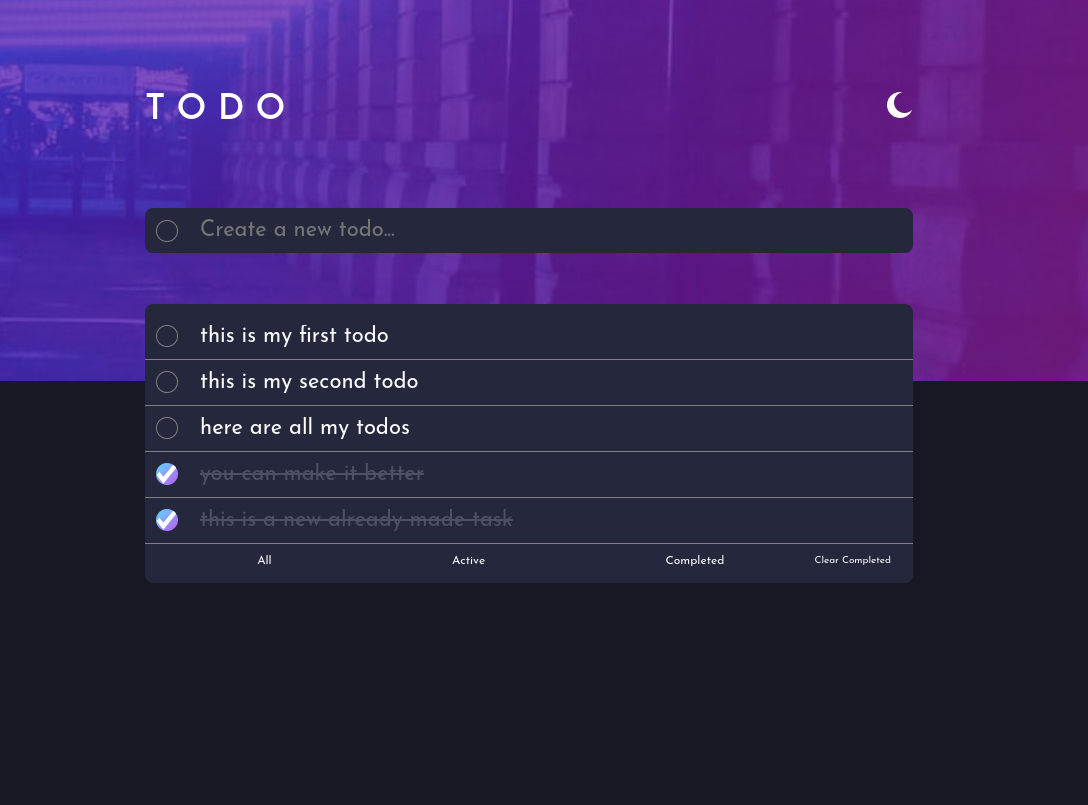 TODO
Create a new todo...
this is my first todo
this is my second todo
here are all my todos
you can make it better
this is a new already made task
All Active Completed Clear Completed